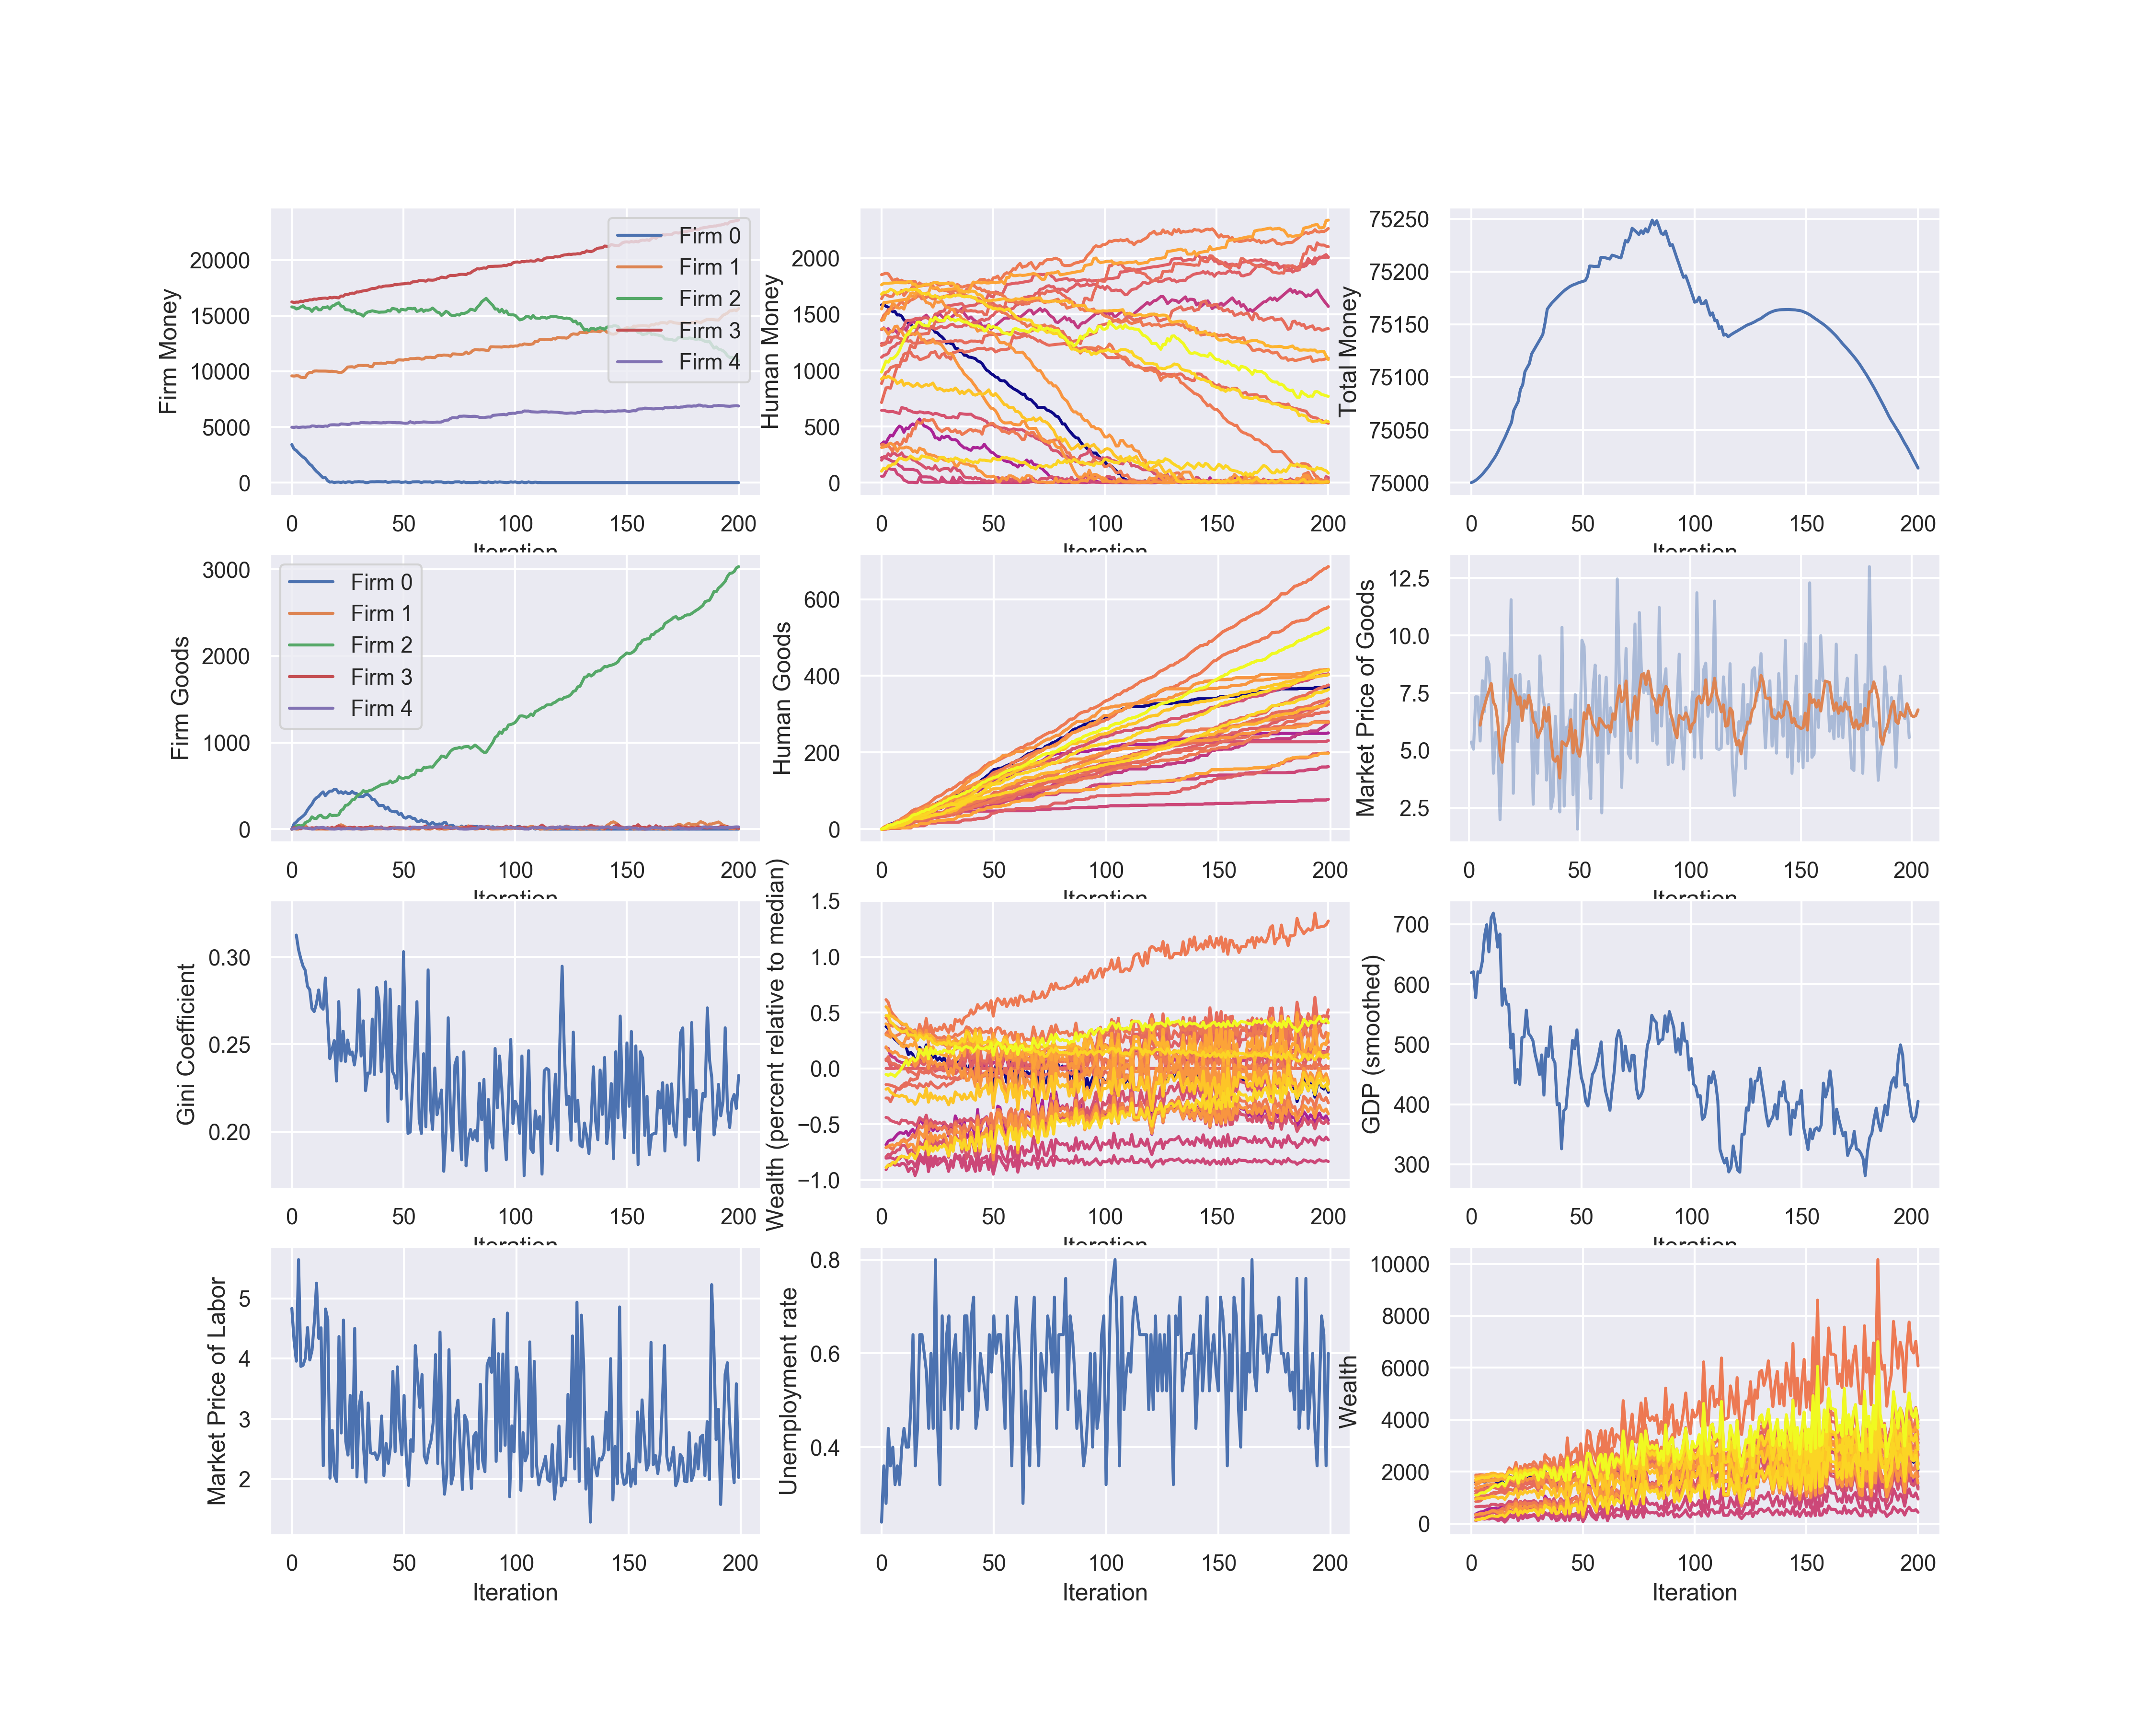 Firm Money
20000
15000
10000
5000
0
0 50 100 150 200
Iteration
Firm 0
Firm 1
Firm 2
Firm 3
Firm 4
Human Money
2000
1500
1000
500
0
0 50 100 150 200
Iteration
Total Money
75250
75200
75150
75100
75050
75000
0 50 100 150 200
Iteration
Firm Goods
3000
2000
1000
0
0 50 100 150 200
Iteration
Firm 0
Firm 1
Firm 2
Firm 3
Firm 4
Human Goods
600
400
200
0
0 50 100 150 200
Iteration
Market Price of Goods
12.5
10.0
7.5
5.0
2.5
0 50 100 150 200
Iteration
Gini Coefficient
0.30
0.25
0.20
0 50 100 150 200
Iteration
Wealth (percent relative to median)
1.5
1.0
0.5
0.0
−0.5
−1.0
0 50 100 150 200
Iteration
GDP (smoothed)
700
600
500
400
300
0 50 100 150 200
Iteration
Market Price of Labor
5
4
3
2
0 50 100 150 200
Iteration
Unemployment rate
0.8
0.6
0.4
0 50 100 150 200
Iteration
Wealth
10000
8000
6000
4000
2000
0
0 50 100 150 200
Iteration